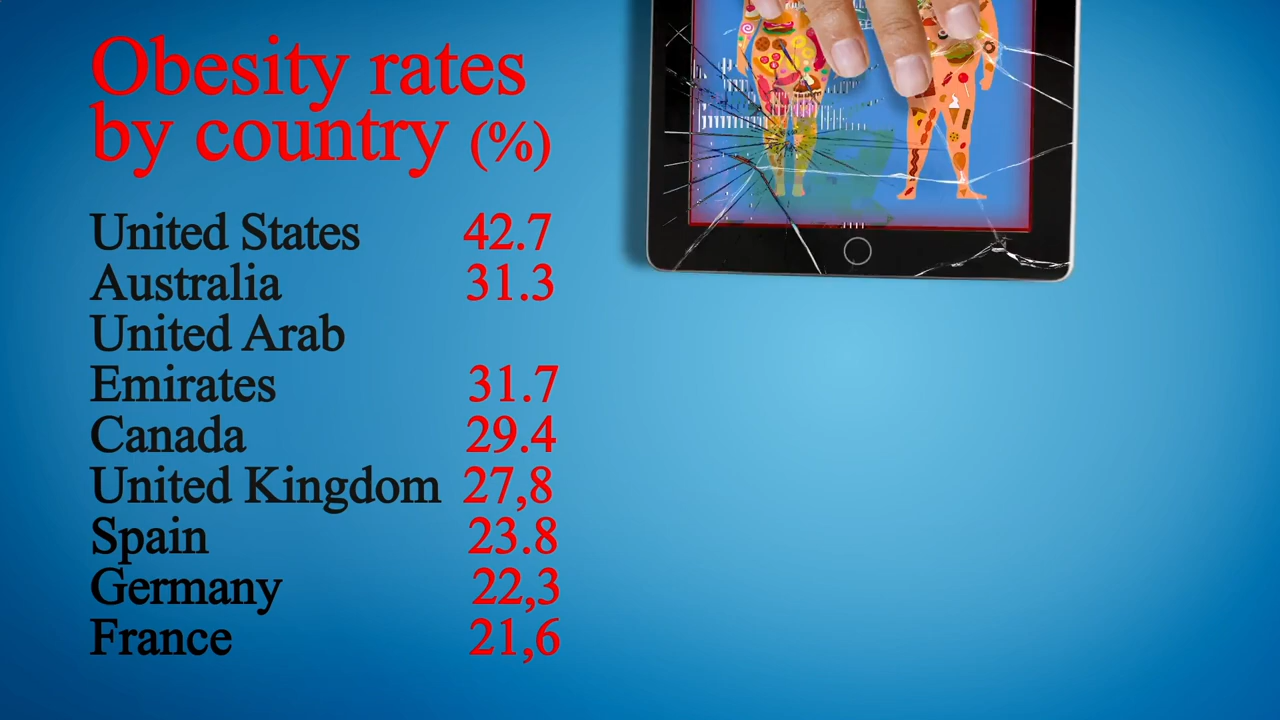 Obesity rates
by country (%)
United States 42.7
Australia 31.3
United Arab
Emirates 31.7
Canada 29.4
United Kingdom 27,8
Spain 23.8
Germany 22,3
France 21,6